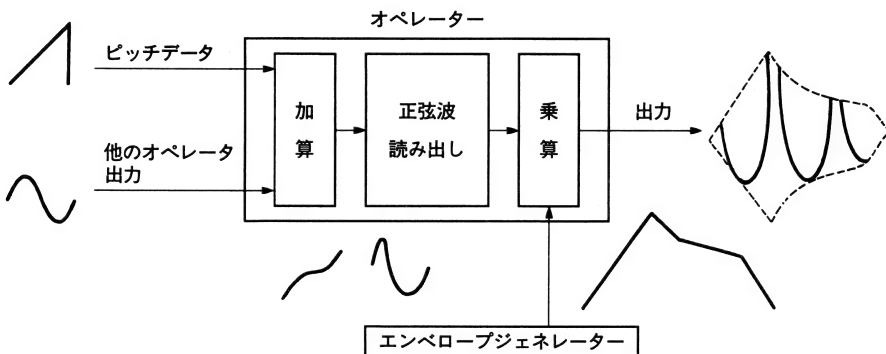 オペレーター
ピッチデータ
他のオペレータ
出力
加
算
正弦波
読み出し
乗
算
出力
エンベロープジェネレーター